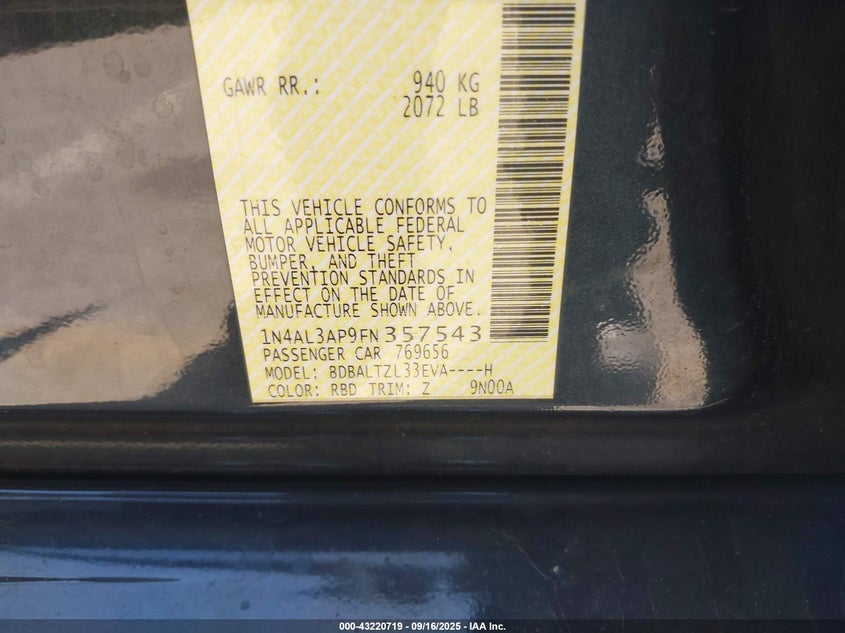 GAWR RR.: 940 KG
2072 LB
THIS VEHICLE CONFORMS TO
ALL APPLICABLE FEDERAL
MOTOR VEHICLE SAFETY,
BUMPER, AND THEFT
PREVENTION STANDARDS IN
EFFECT ON THE DATE OF
MANUFACTURE SHOWN ABOVE.
1N4AL3AP9FN357543
PASSENGER CAR 769656
MODEL: BDBALTZL33EVA----H
COLOR: RBD TRIM: Z 9N00A
000-43220719 - 09/16/2025 - IAA Inc.